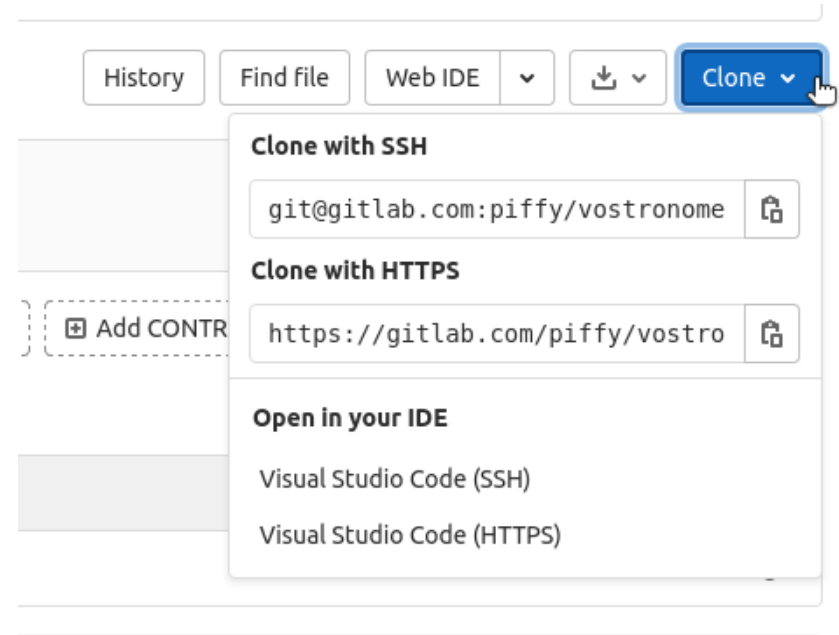 History Find file Web IDE Clone
Clone with SSH
git@gitlab.com:piffy/vostronome
Clone with HTTPS
https://gitlab.com/piffy/vostro
Add CONTR
Open in your IDE
Visual Studio Code (SSH)
Visual Studio Code (HTTPS)